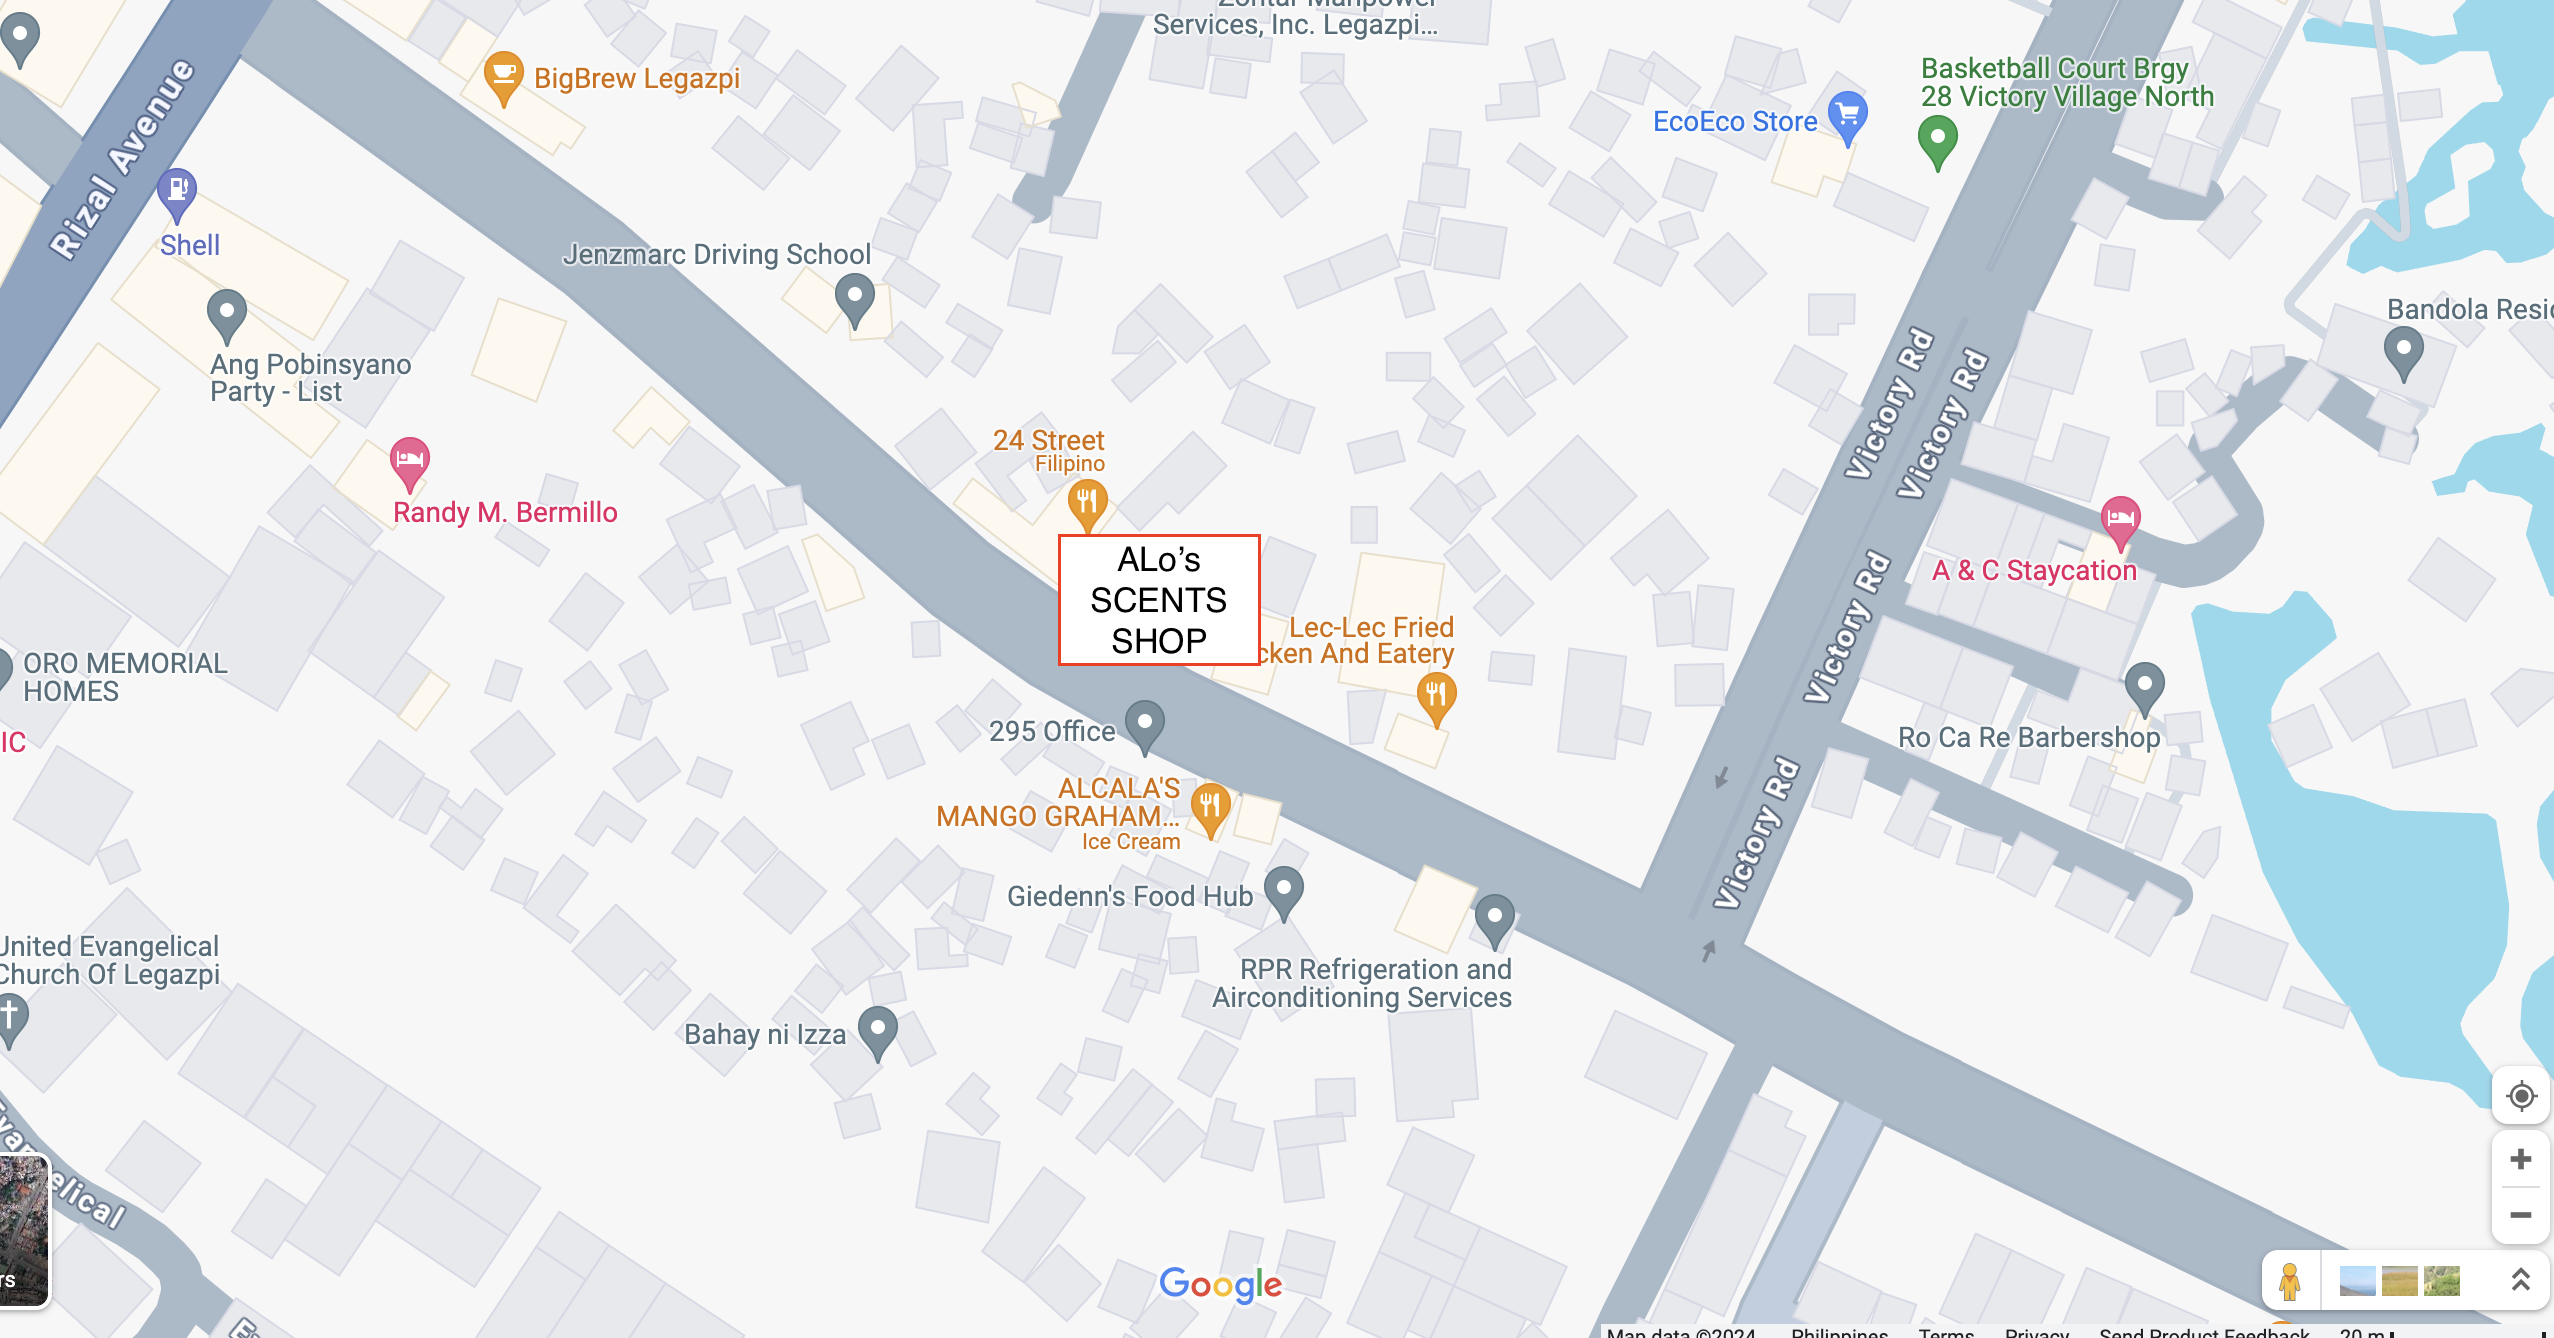 Services, Inc. Legazpi...
BigBrew Legazpi
Basketball Court Brgy
28 Victory Village North
EcoEco Store
Rizal Avenue
Shell
Jenzmarc Driving School
Bandola Resi
Ang Pobinsyano
Party - List
Victory Rd
Victory Rd
24 Street
Filipino
Randy M. Bermillo
ALo's
SCENTS
SHOP
A & C Staycation
Lec-Lec Fried
cken And Eatery
Victory Rd
ORO MEMORIAL
HOMES
IC
295 Office
Ro Ca Re Barbershop
ALCALA'S
MANGO GRAHAM...
Ice Cream
Victory Rd
Giedenn's Food Hub
United Evangelical
Church Of Legazpi
RPR Refrigeration and
Airconditioning Services
Bahay ni Izza
rs
Google
Map data ©2024 Philippines Terms Privacy Send Product Feedback 20 m